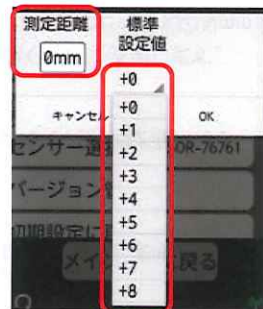 測定距離
標準
設定値
0mm
+0
キャンセル
OK
+0
+1
+2
+3
+4
+5
+6
+7
+8
センサー
OR-76761
バージョン
初期設定に
メイン
戻る